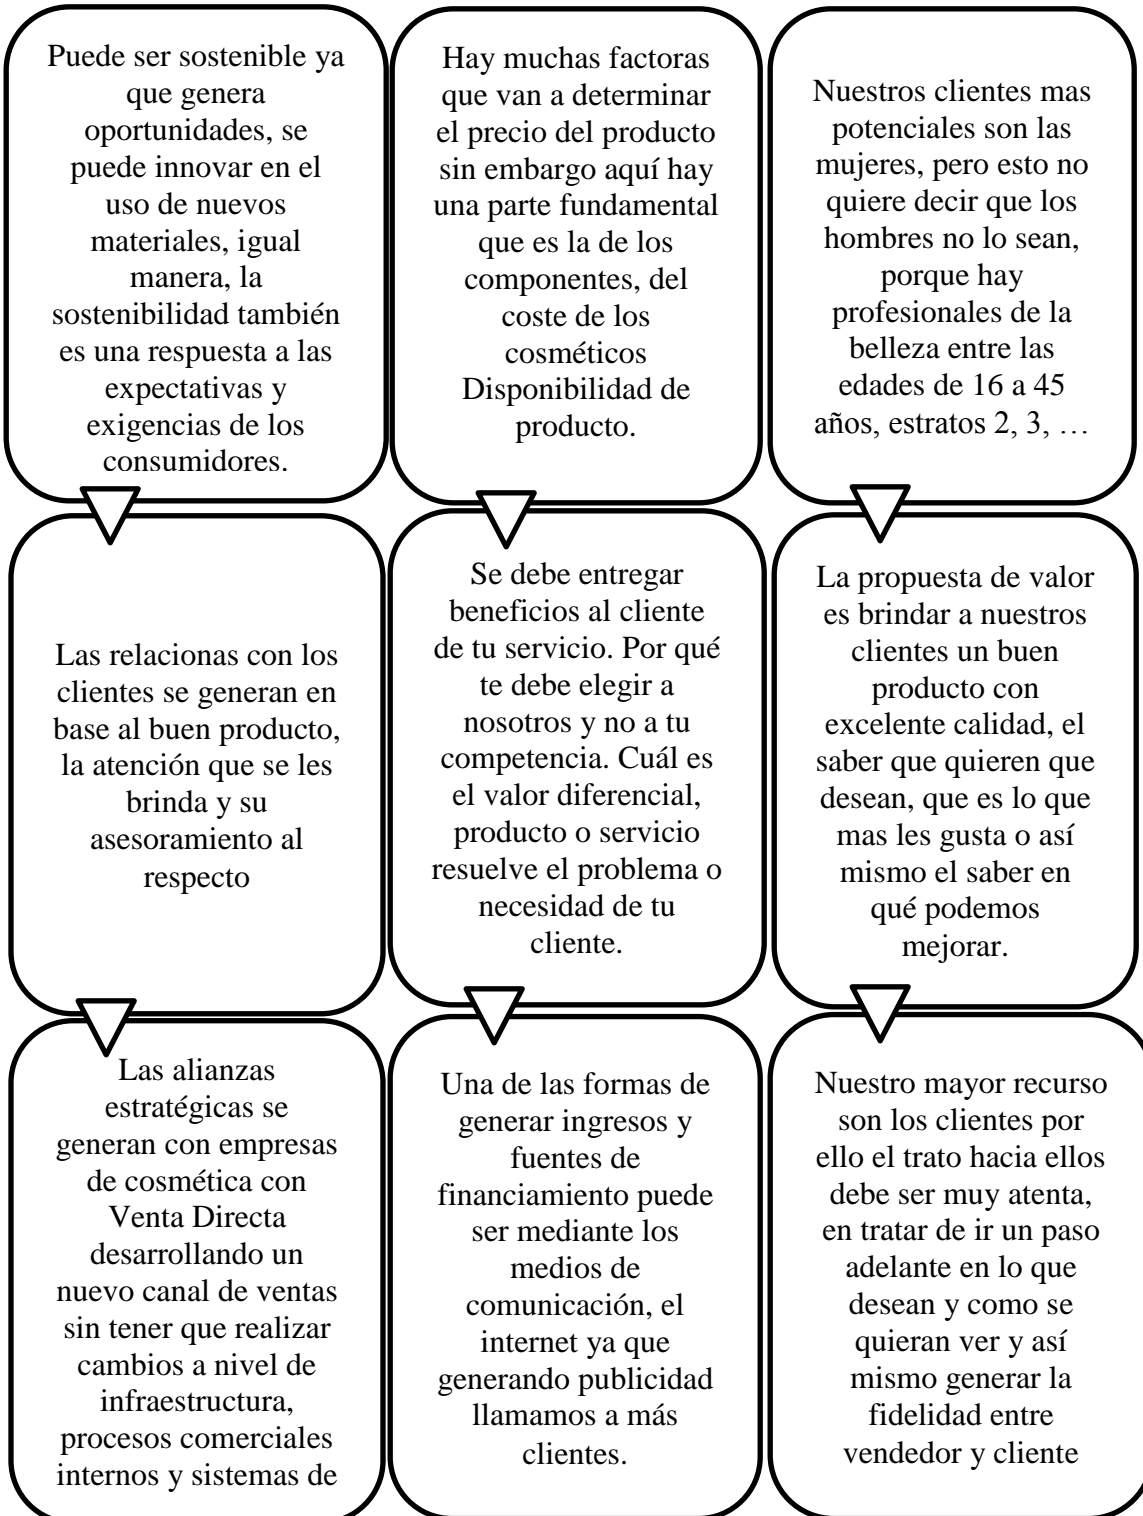 Puede ser sostenible ya
que genera
oportunidades, se
puede innovar en el
uso de nuevos
materiales, igual
manera, la
sostenibilidad también
es una respuesta a las
expectativas y
exigencias de los
consumidores.
Hay muchas factoras
que van a determinar
el precio del producto
sin embargo aquí hay
una parte fundamental
que es la de los
componentes, del
coste de los
cosméticos
Disponibilidad de
producto.
Nuestros clientes mas
potenciales son las
mujeres, pero esto no
quiere decir que los
hombres no lo sean,
porque hay
profesionales de la
belleza entre las
edades de 16 a 45
años, estratos 2, 3, …
Las relacionas con los
clientes se generan en
base al buen producto,
la atención que se les
brinda y su
asesoramiento al
respecto
Se debe entregar
beneficios al cliente
de tu servicio. Por qué
te debe elegir a
nosotros y no a tu
competencia. Cuál es
el valor diferencial,
producto o servicio
resuelve el problema o
necesidad de tu
cliente.
La propuesta de valor
es brindar a nuestros
clientes un buen
producto con
excelente calidad, el
saber que quieren que
desean, que es lo que
mas les gusta o así
mismo el saber en
qué podemos
mejorar.
Las alianzas
estratégicas se
generan con empresas
de cosmética con
Venta Directa
desarrollando un
nuevo canal de ventas
sin tener que realizar
cambios a nivel de
infraestructura,
procesos comerciales
internos y sistemas de
Una de las formas de
generar ingresos y
fuentes de
financiamiento puede
ser mediante los
medios de
comunicación, el
internet ya que
generando publicidad
llamamos a más
clientes.
Nuestro mayor recurso
son los clientes por
ello el trato hacia ellos
debe ser muy atenta,
en tratar de ir un paso
adelante en lo que
desean y como se
quieran ver y así
mismo generar la
fidelidad entre
vendedor y cliente